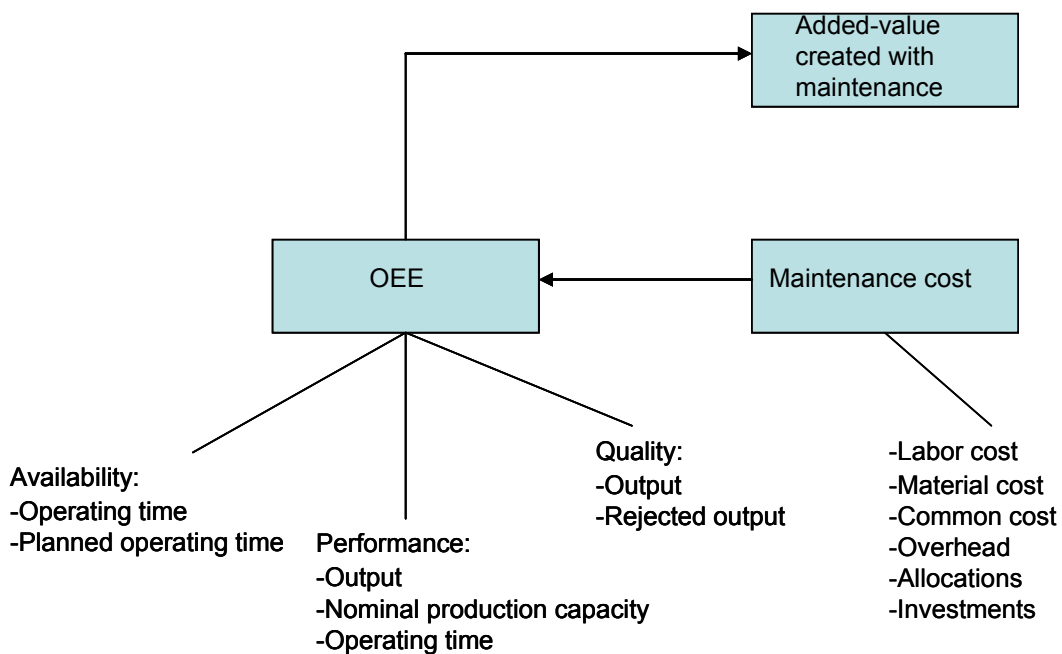 Added-value
created with
maintenance
OEE
Maintenance cost
Availability:
-Operating time
-Planned operating time
Performance:
-Output
-Nominal production capacity
-Operating time
Quality:
-Output
-Rejected output
-Labor cost
-Material cost
-Common cost
-Overhead
-Allocations
-Investments